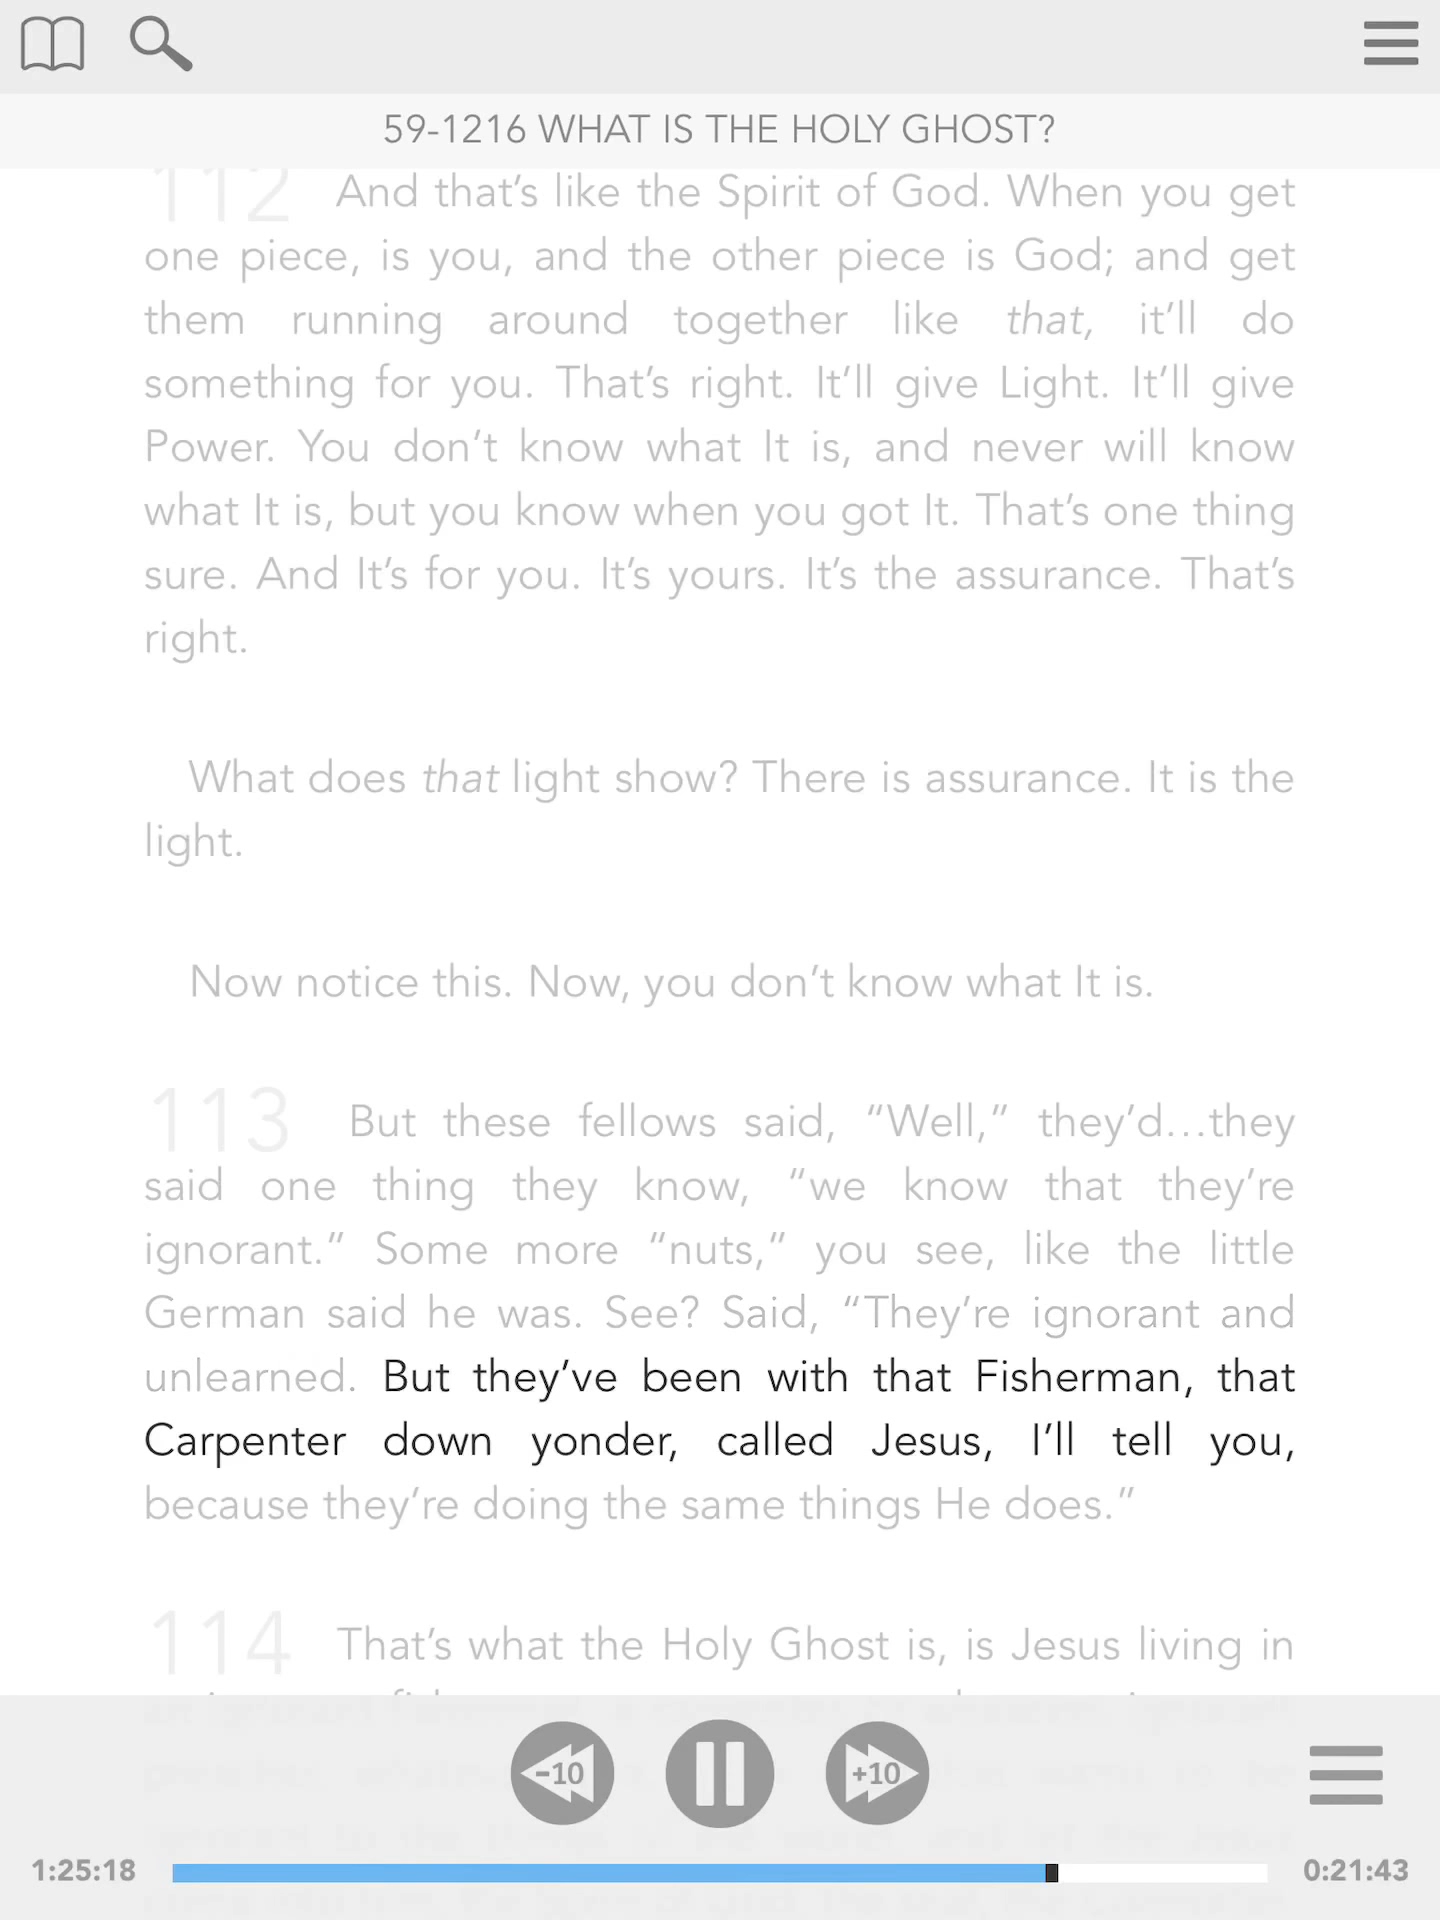 59-1216 WHAT IS THE HOLY GHOST?
112 And that’s like the Spirit of God. When you get
one piece, is you, and the other piece is God; and get
them running around together like that, it’ll do
something for you. That’s right. It’ll give Light. It’ll give
Power. You don’t know what It is, and never will know
what It is, but you know when you got It. That’s one thing
sure. And It’s for you. It’s yours. It’s the assurance. That’s
right.
What does that light show? There is assurance. It is the
light.
Now notice this. Now, you don’t know what It is.
113 But these fellows said, “Well,” they’d…they
said one thing they know, “we know that they’re
ignorant.” Some more “nuts,” you see, like the little
German said he was. See? Said, “They’re ignorant and
unlearned. But they’ve been with that Fisherman, that
Carpenter down yonder, called Jesus, I’ll tell you,
because they’re doing the same things He does.”
114 That’s what the Holy Ghost is, is Jesus living in
-10 +10
1:25:18 0:21:43